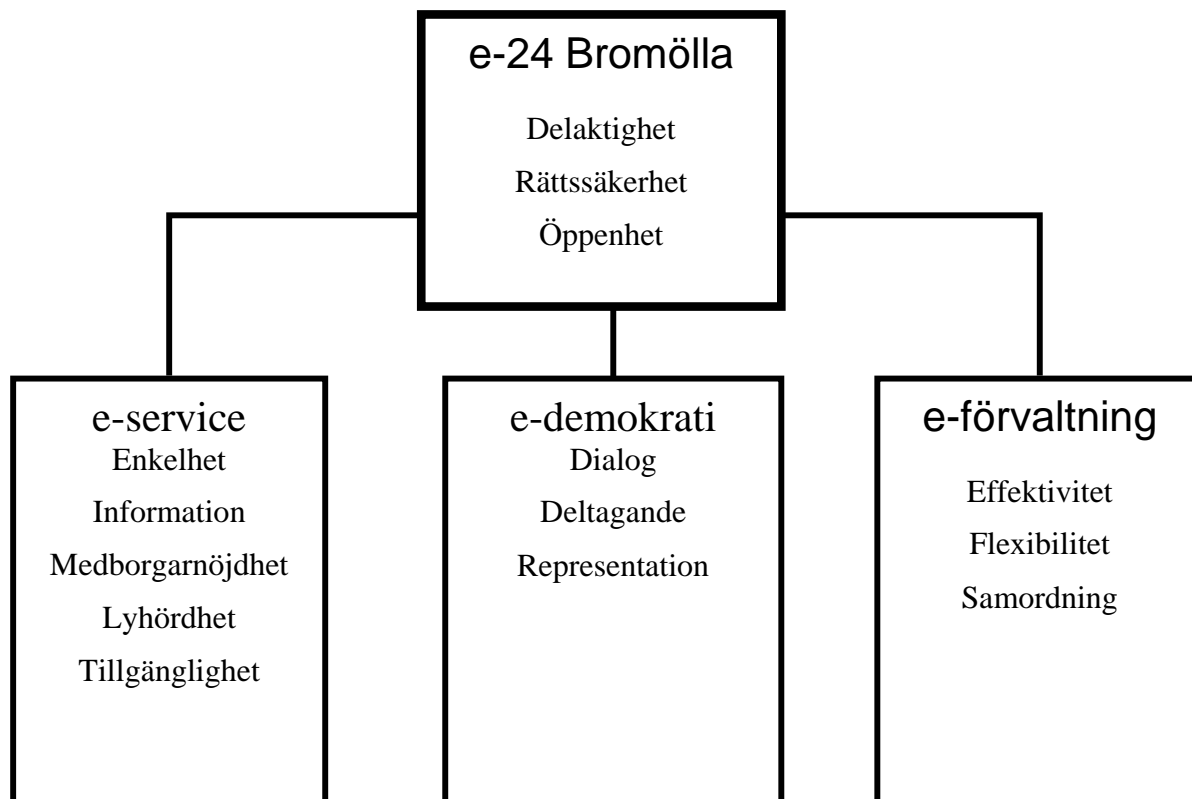 e-24 Bromölla
Delaktighet
Rättssäkerhet
Öppenhet
e-service
Enkelhet
Information
Medborgarnöjdhet
Lyhördhet
Tillgänglighet
e-demokrati
Dialog
Deltagande
Representation
e-förvaltning
Effektivitet
Flexibilitet
Samordning